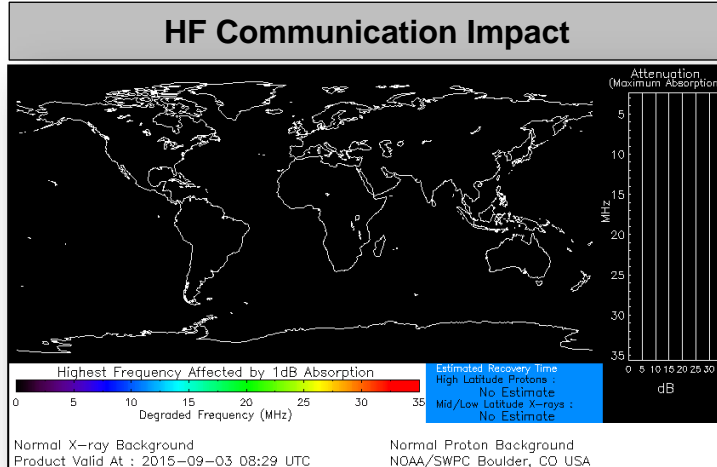 HF Communication Impact
Attenuation
(Maximum Absorption
5
10
15
20
25
30
35
MHz
0 5 10 15 20 25 30
dB
Highest Frequency Affected by 1dB Absorption
0 5 10 15 20 25 30 35
Degraded Frequency (MHz)
Estimated Recovery Time
High Latitude Protons :
No Estimate
Mid/Low Latitude X-rays :
No Estimate
Normal X-ray Background
Normal Proton Background
Product Valid At : 2015-09-03 08:29 UTC
NOAA/SWPC Boulder, CO USA